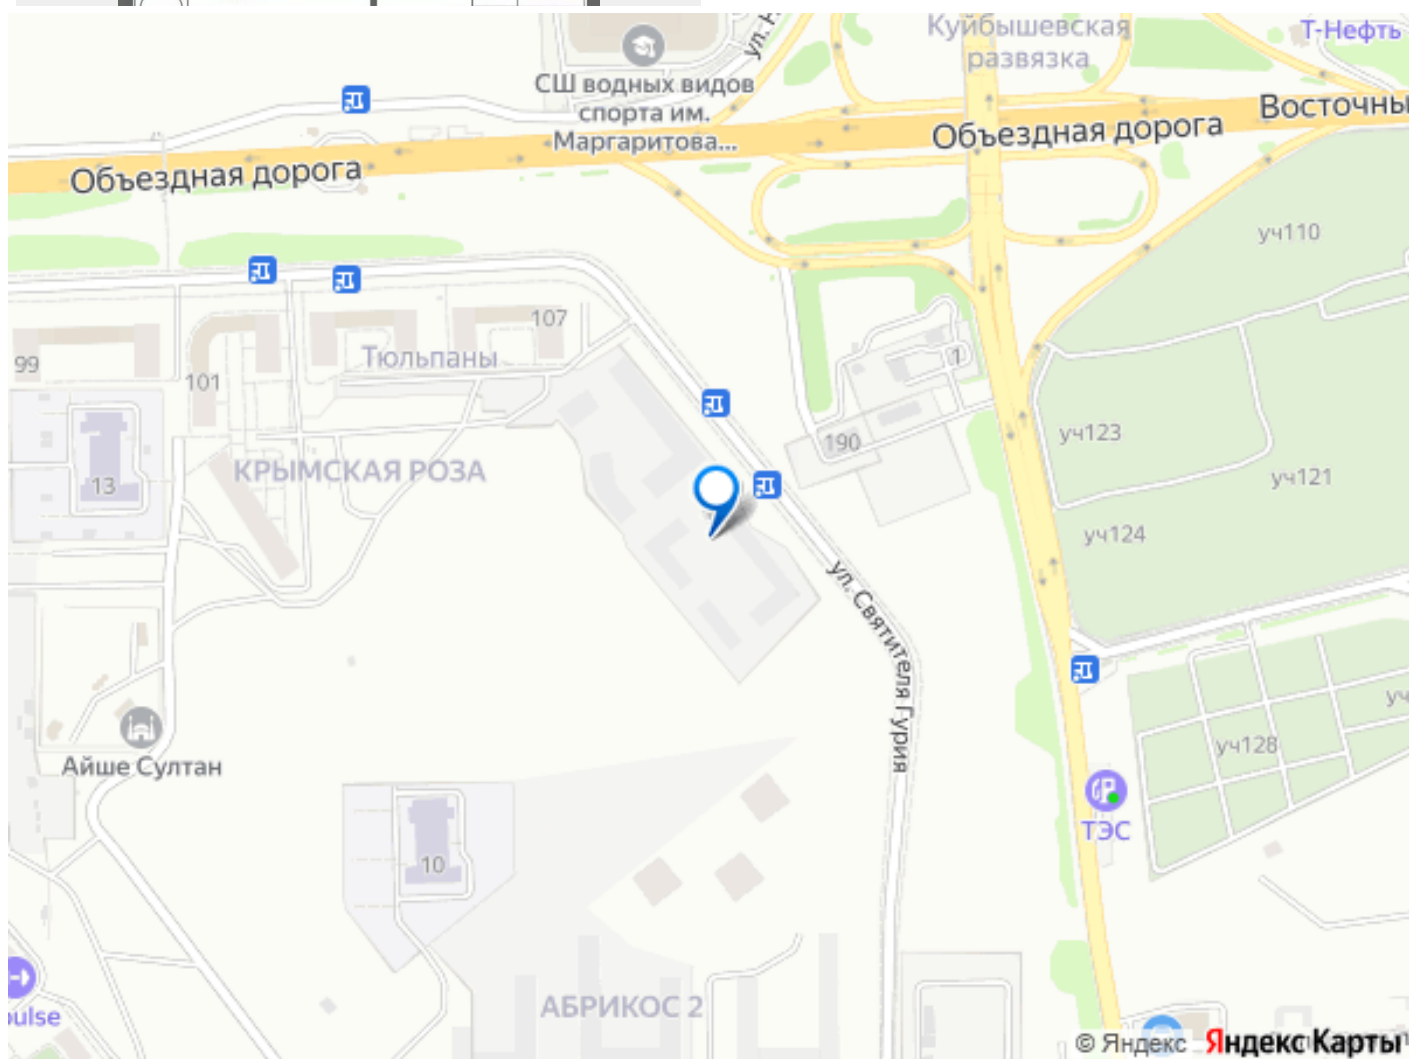 Куйбышевская
развязка
Т-Нефть
СШ водных видов
спорта им.
Маргаритова...
Восточны
Объездная дорога
Объездная дорога
уч110
107
Тюльпаны
99
101
1
190
уч123
КРЫМСКАЯ РОЗА
13
уч121
уч124
ул. Святителя Гурия
Айше Султан
уч128
уч
ТЭС
10
АБРИКОС 2
pulse
© Яндекс Яндекс Карты